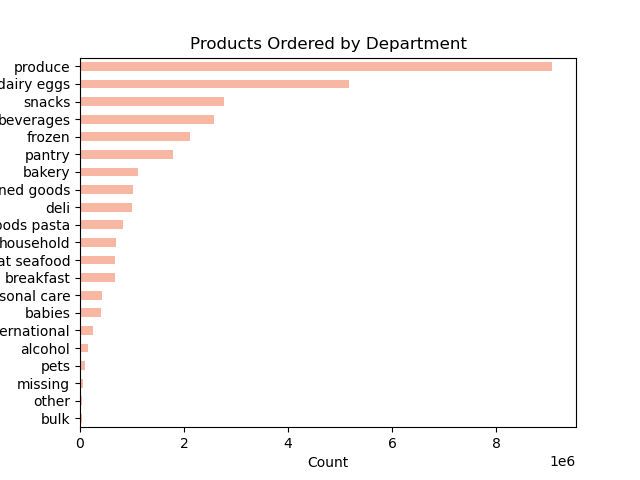 Products Ordered by Department
produce
dairy eggs
snacks
beverages
frozen
pantry
bakery
ned goods
deli
oods pasta
household
at seafood
breakfast
sonal care
babies
ernational
alcohol
pets
missing
other
bulk
0 2 4 6 8
Count
1e6